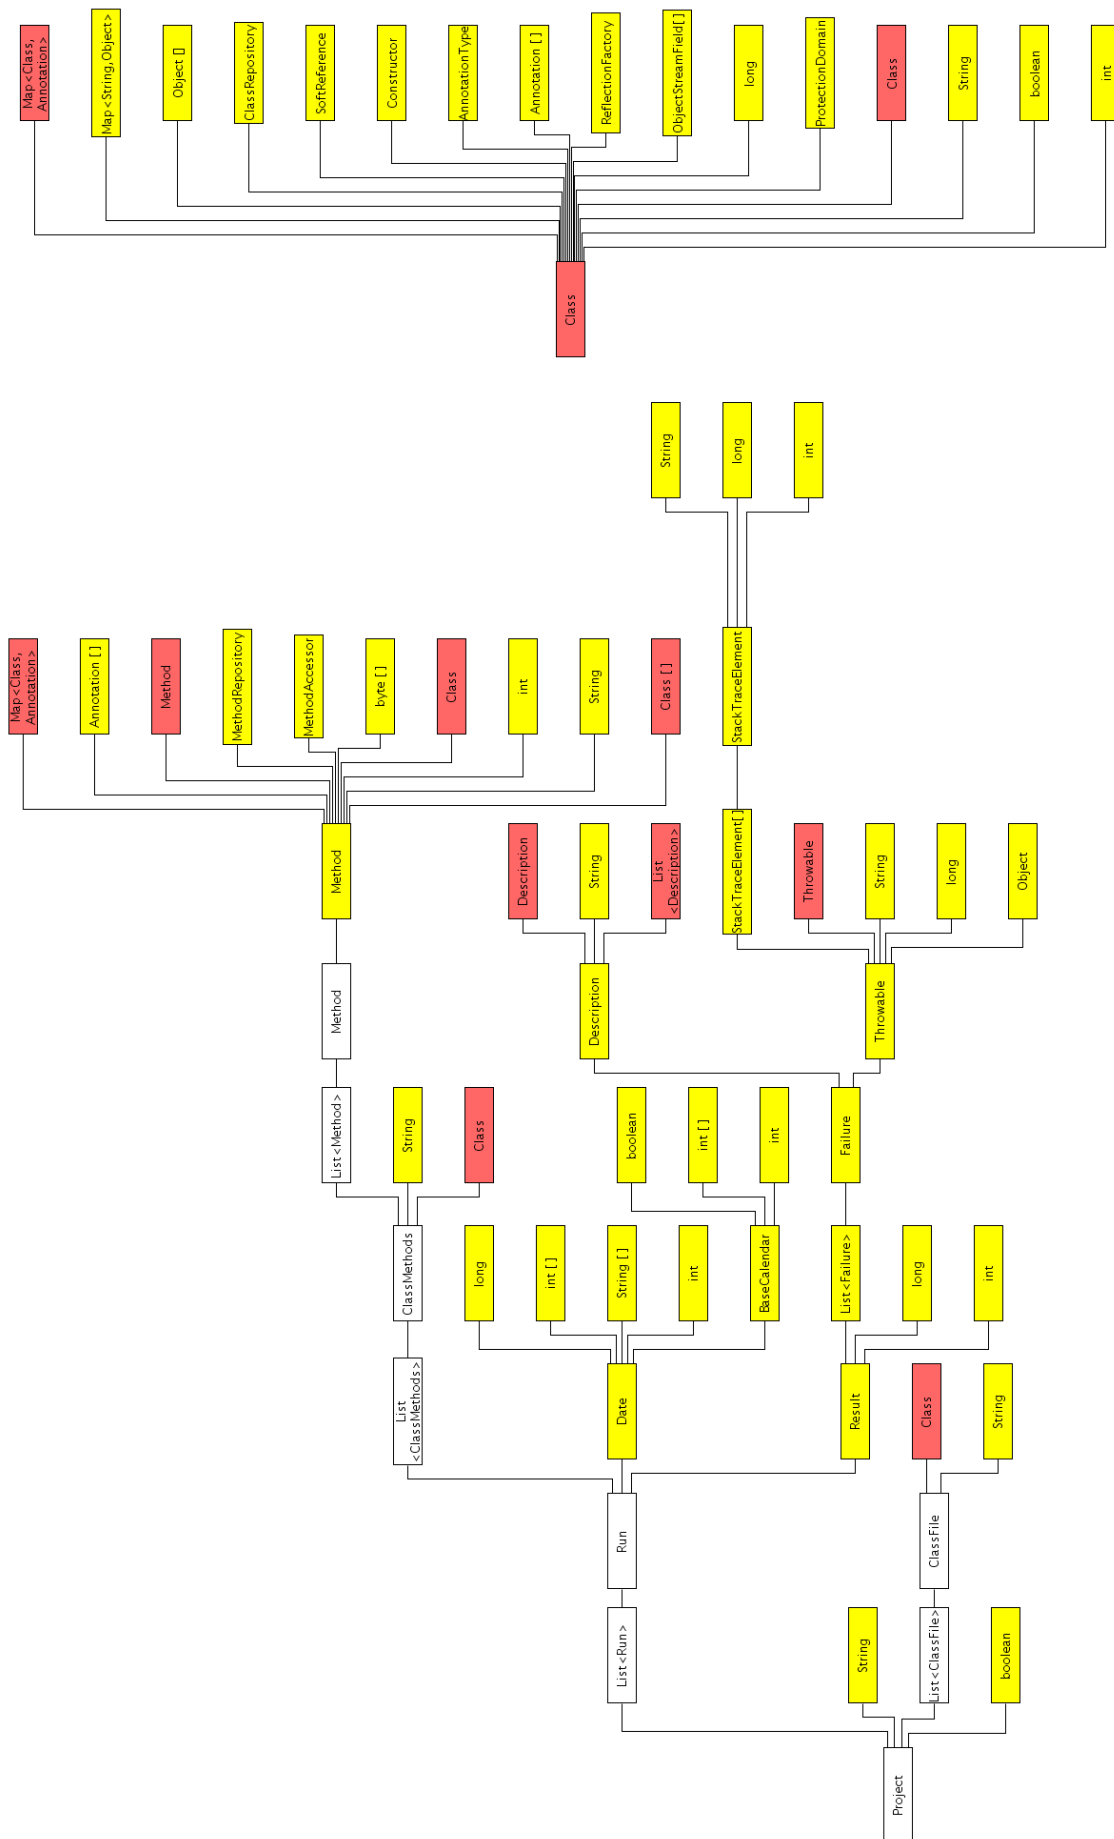 Map<Class,
Annotation>
Map<String,Object>
Object []
ClassRepository
SoftReference
Constructor
AnnotationType
Annotation [ ]
ReflectionFactory
ObjectStreamField[ ]
long
ProtectionDomain
Class
String
boolean
int
Class
String
long
int
StackTraceElement
Map<Class,
Annotation>
Annotation [ ]
Method
MethodRepository
MethodAccessor
byte [ ]
Class
int
String
Class [ ]
Method
Description
String
List
<Description>
StackTraceElement[ ]
Throwable
String
long
Object
Method
Description
Throwable
List<Method>
String
Class
boolean
int [ ]
int
Failure
ClassMethods
long
int [ ]
String [ ]
int
BaseCalendar
List<Failure>
long
int
List
<ClassMethods>
Date
Result
Class
String
Run
ClassFile
List<Run>
String
List<ClassFile>
boolean
Project